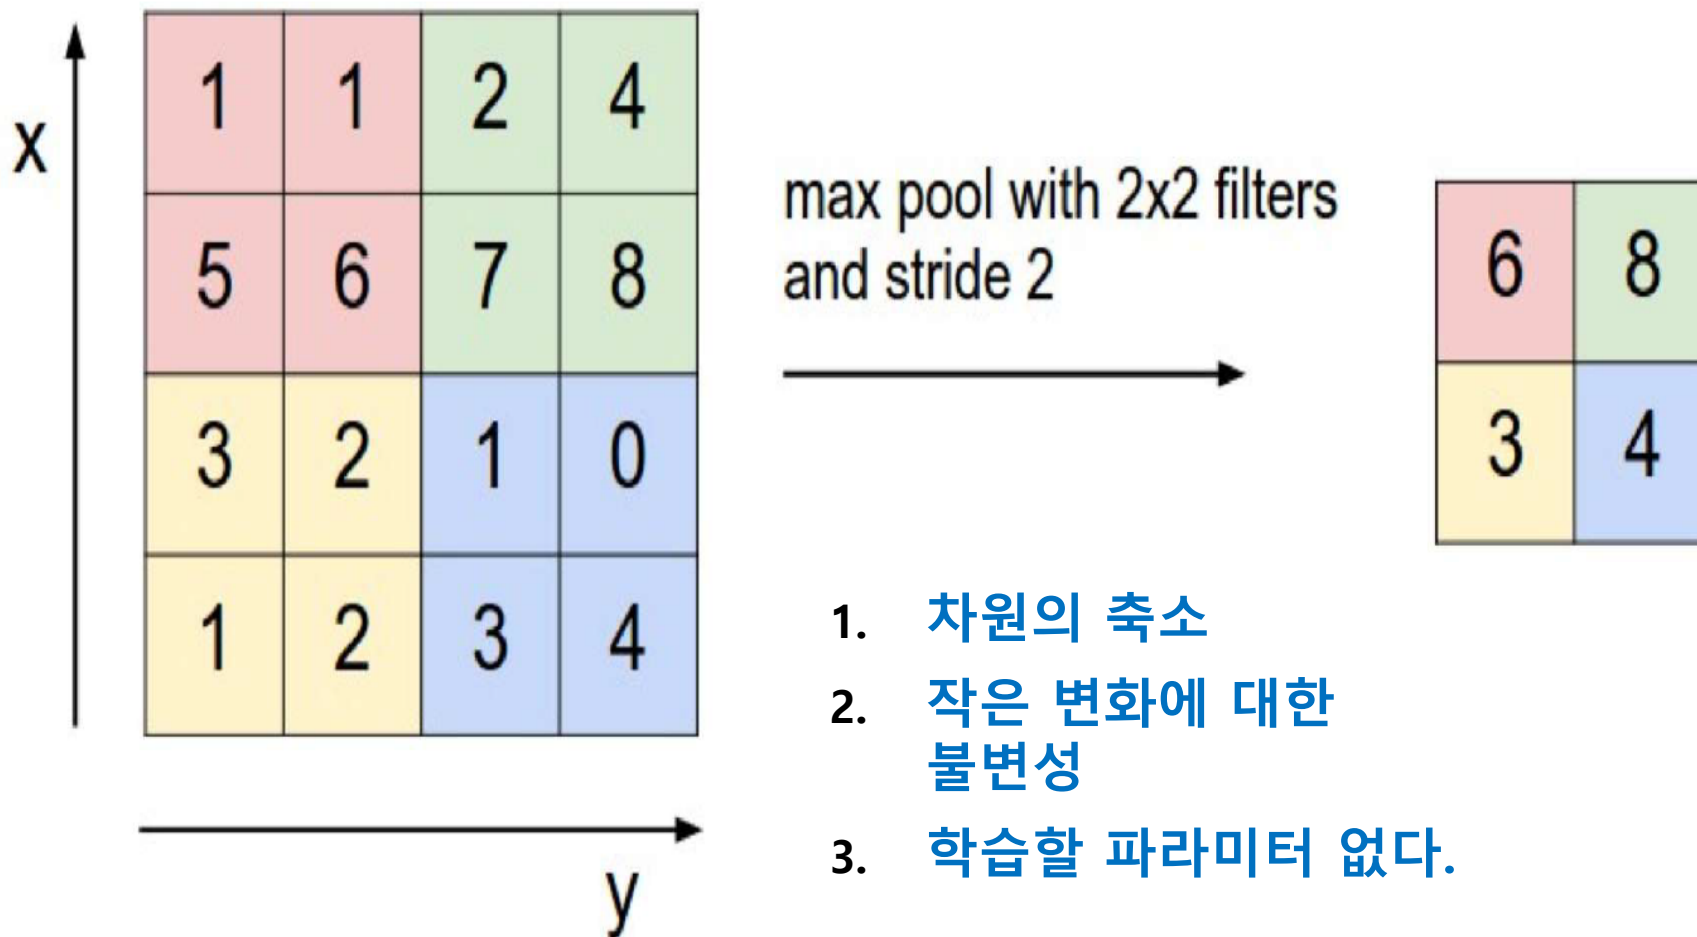 x
1 1 2 4
5 6 7 8
3 2 1 0
1 2 3 4
y
max pool with 2x2 filters
and stride 2
6 8
3 4
1. 차원의 축소
2. 작은 변화에 대한
불변성
3. 학습할 파라미터 없다.